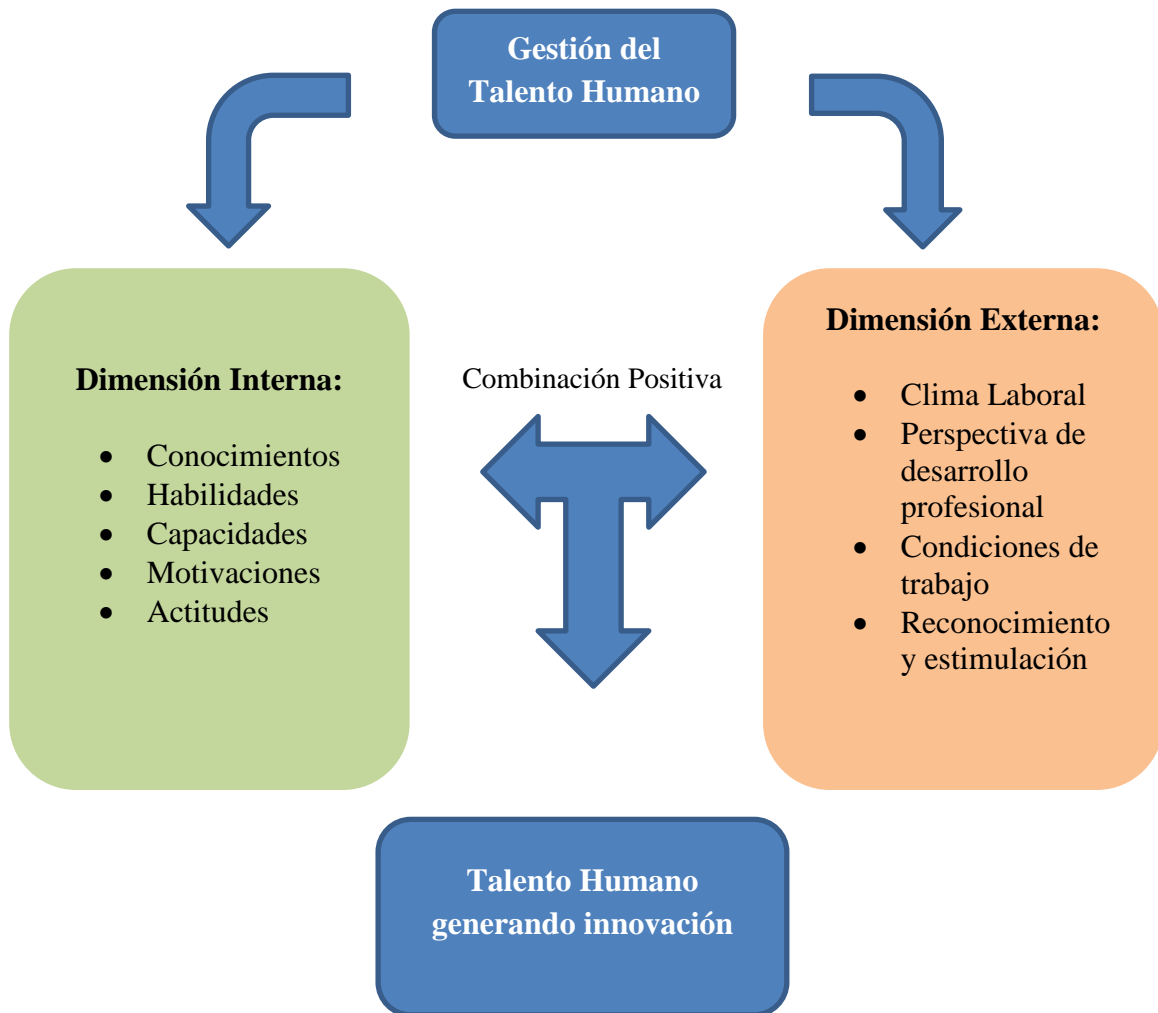 Gestión del
Talento Humano
Dimensión Interna:
• Conocimientos
• Habilidades
• Capacidades
• Motivaciones
• Actitudes
Combinación Positiva
Dimensión Externa:
• Clima Laboral
• Perspectiva de
desarrollo
profesional
• Condiciones de
trabajo
• Reconocimiento
y estimulación
Talento Humano
generando innovación